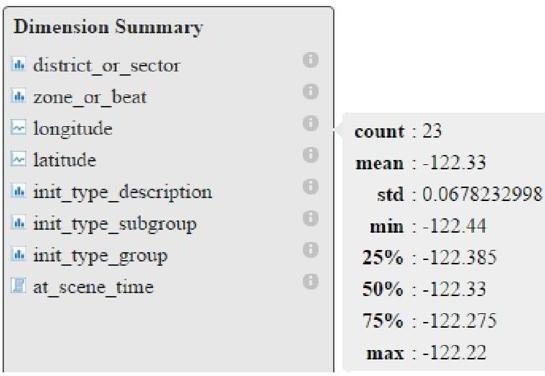 Dimension Summary
district_or_sector
zone_or_beat
longitude
latitude
init_type_description
init_type_subgroup
init_type_group
at_scene_time
count : 23
mean : -122.33
std : 0.0678232998
min : -122.44
25% : -122.385
50% : -122.33
75% : -122.275
max : -122.22